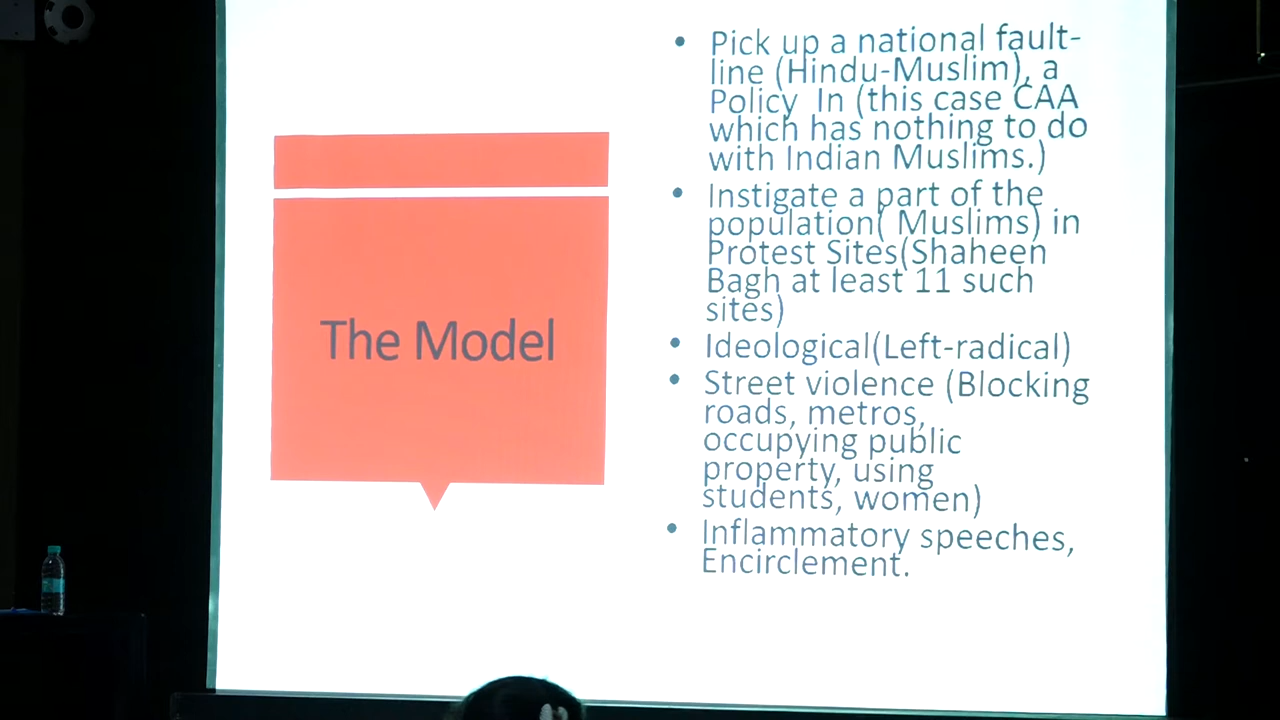 The Model
• Pick up a national fault-
line (Hindu-Muslim), a
Policy In (this case CAA
which has nothing to do
with Indian Muslims.)
• Instigate a part of the
population( Muslims) in
Protest Sites(Shaheen
Bagh at least 11 such
sites)
• Ideological(Left-radical)
• Street violence (Blocking
roads, metros,
occupying public
property, using
students, women)
• Inflammatory speeches,
Encirclement.